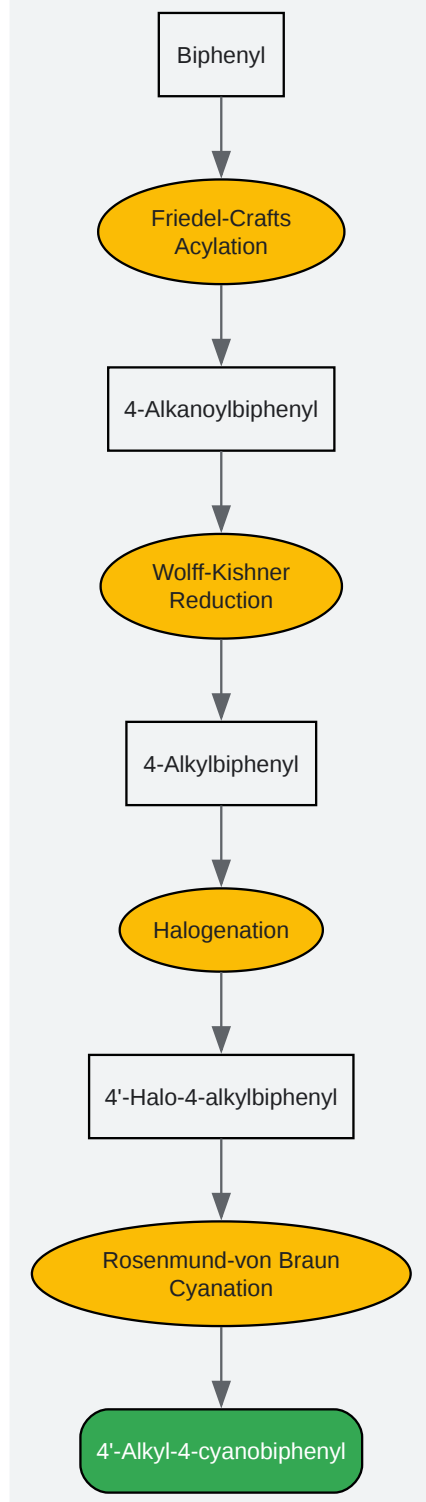 Biphenyl
Friedel-Crafts
Acylation
4-Alkanoylbiphenyl
Wolff-Kishner
Reduction
4-Alkylbiphenyl
Halogenation
4'-Halo-4-alkylbiphenyl
Rosenmund-von Braun
Cyanation
4'-Alkyl-4-cyanobiphenyl